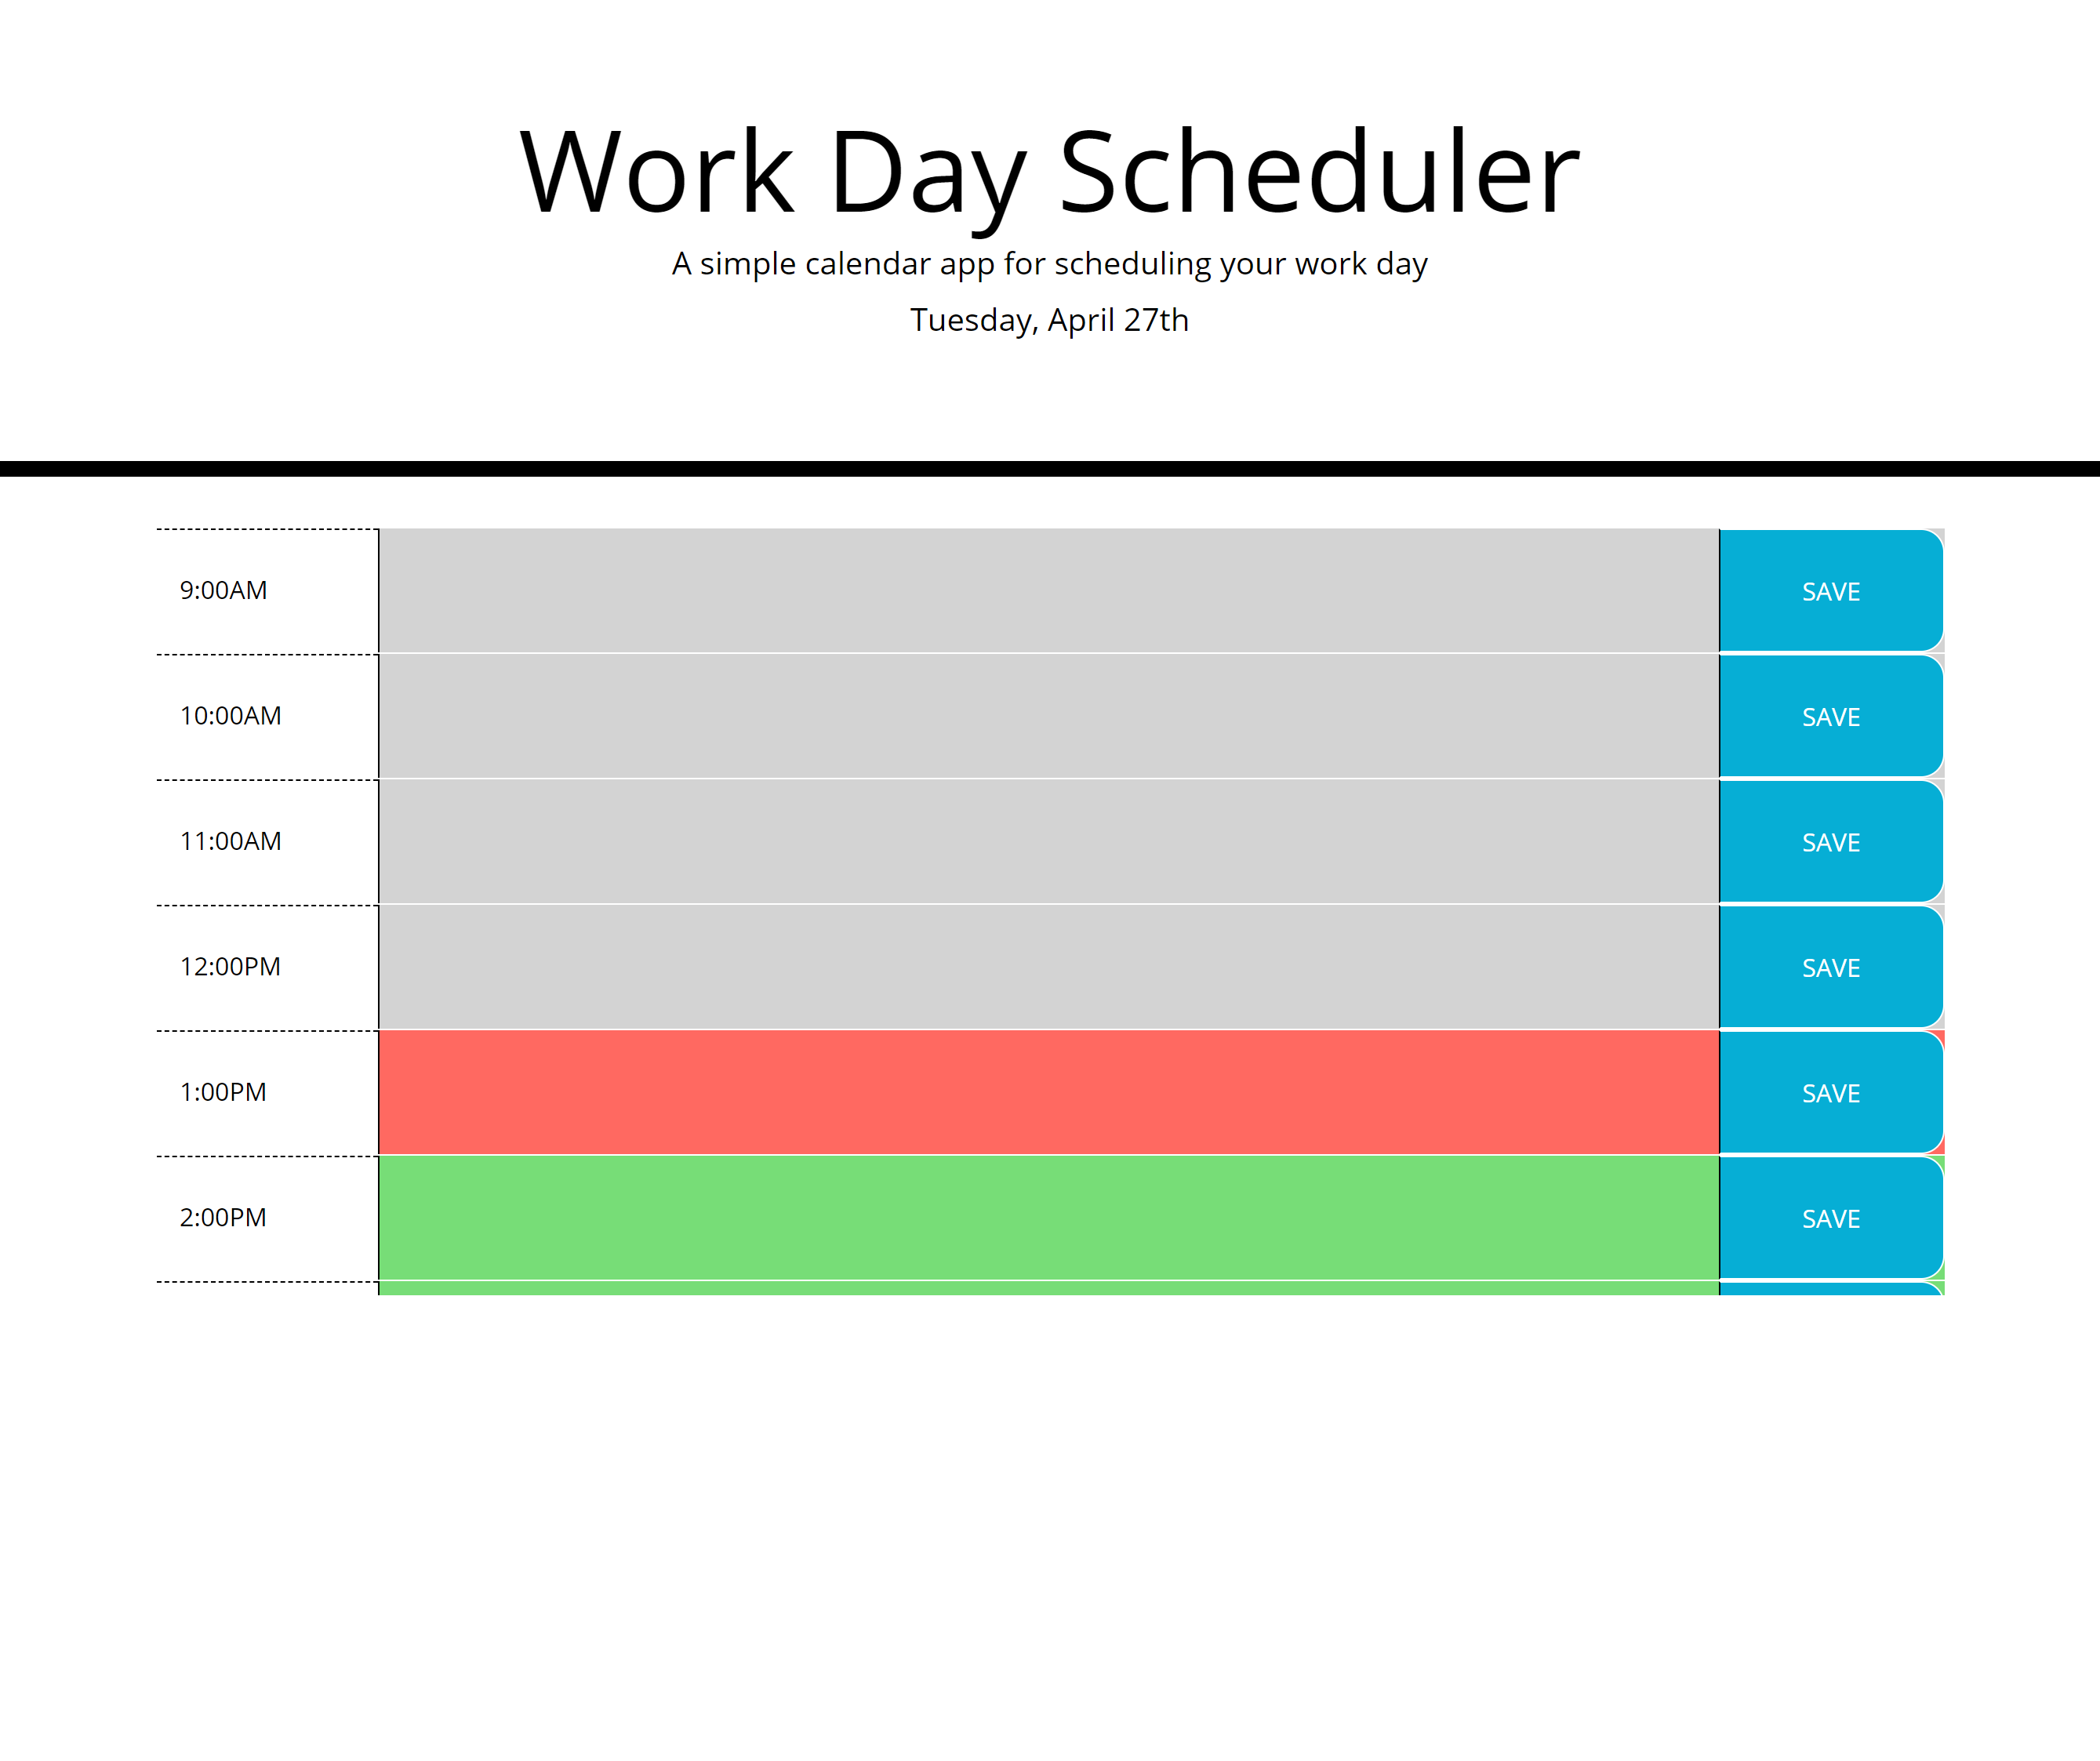 Work Day Scheduler
A simple calendar app for scheduling your work day
Tuesday, April 27th
9:00AM SAVE
10:00AM SAVE
11:00AM SAVE
12:00PM SAVE
1:00PM SAVE
2:00PM SAVE